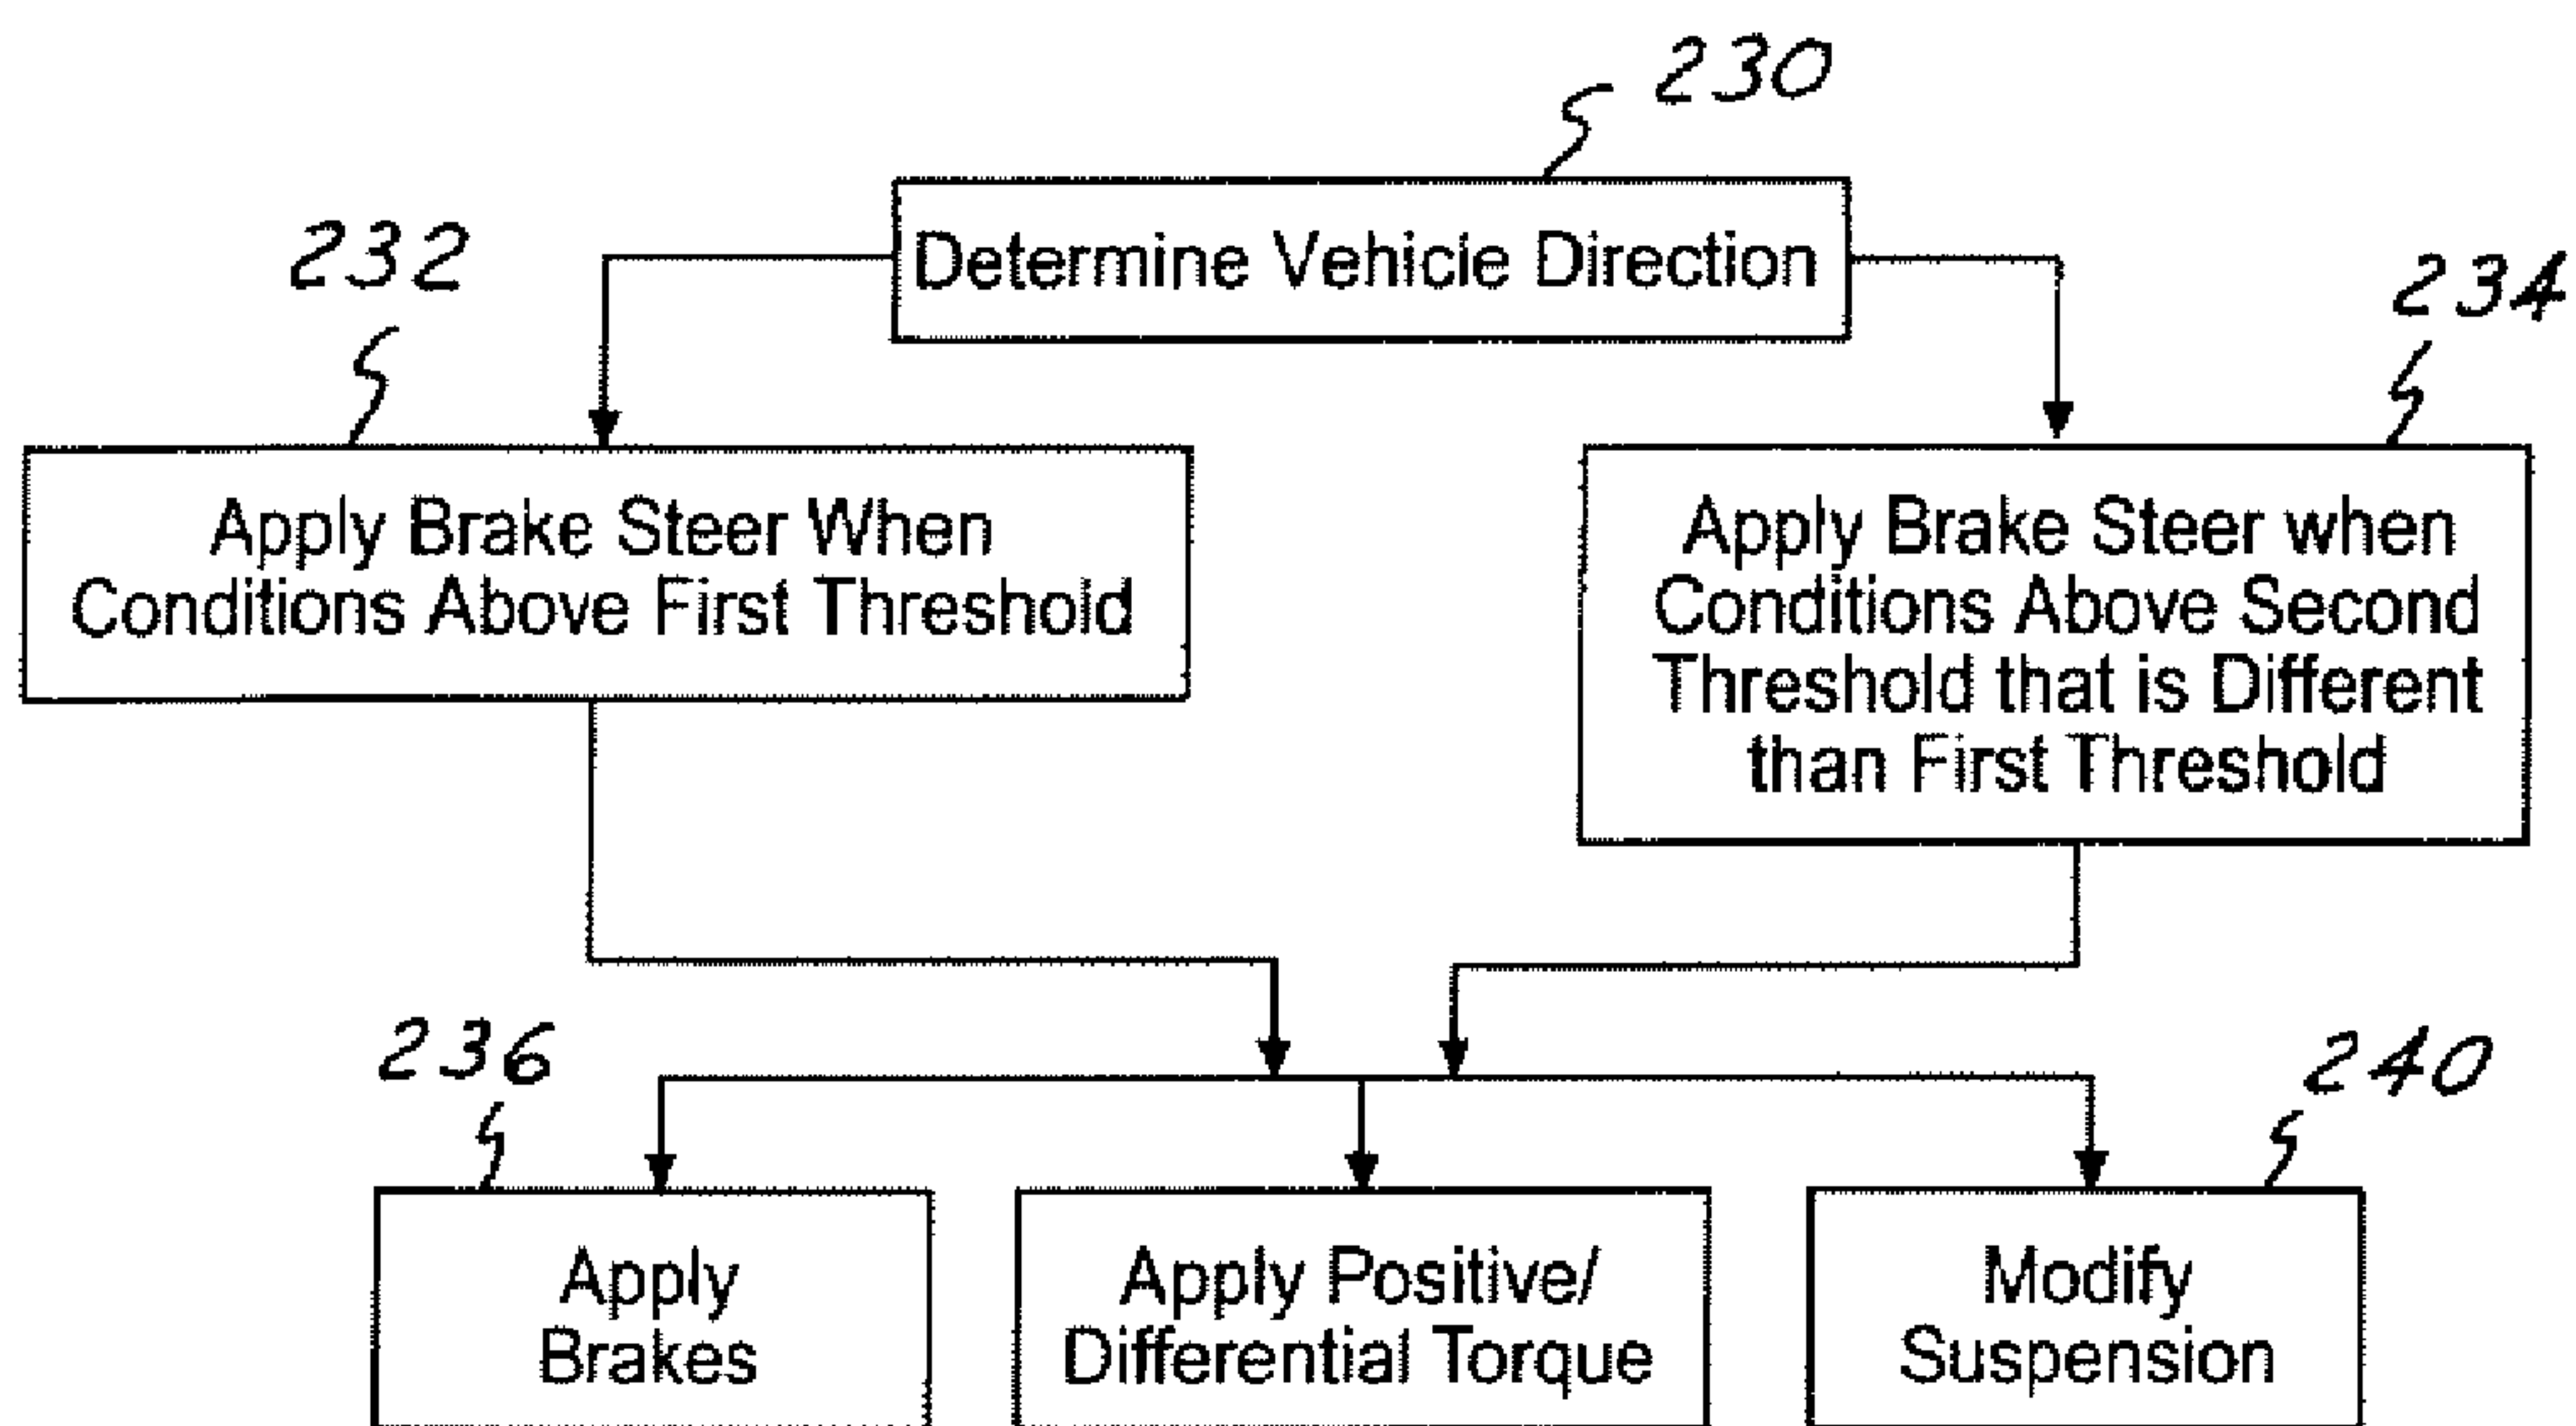 230
Determine Vehicle Direction
232
234
Apply Brake Steer When
Conditions Above First Threshold
Apply Brake Steer when
Conditions Above Second
Threshold that is Different
than First Threshold
236
240
Apply
Brakes
Apply Positive/
Differential Torque
Modify
Suspension